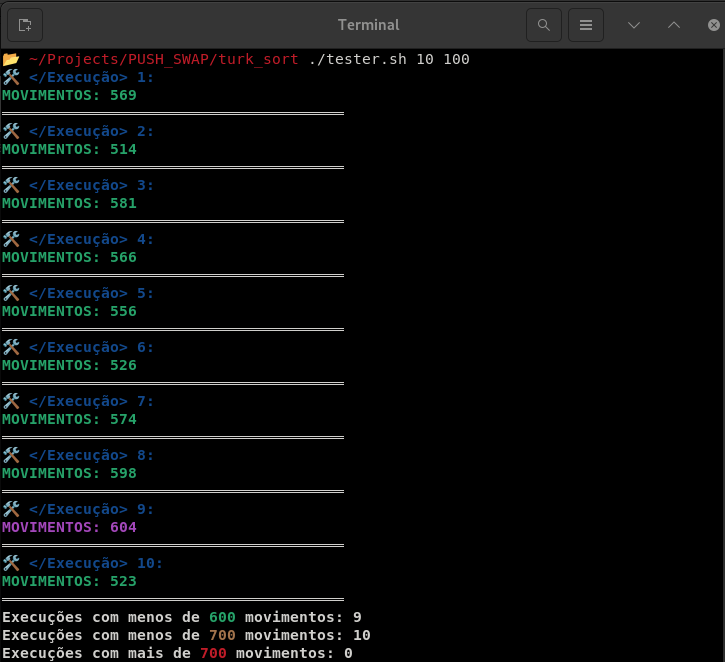 Terminal
~/Projects/PUSH_SWAP/turk_sort ./tester.sh 10 100
</Execução> 1:
MOVIMENTOS: 569
</Execução> 2:
MOVIMENTOS: 514
</Execução> 3:
MOVIMENTOS: 581
</Execução> 4:
MOVIMENTOS: 566
</Execução> 5:
MOVIMENTOS: 556
</Execução> 6:
MOVIMENTOS: 526
</Execução> 7:
MOVIMENTOS: 574
</Execução> 8:
MOVIMENTOS: 598
</Execução> 9:
MOVIMENTOS: 604
</Execução> 10:
MOVIMENTOS: 523
Execuções com menos de 600 movimentos: 9
Execuções com menos de 700 movimentos: 10
Execuções com mais de 700 movimentos: 0